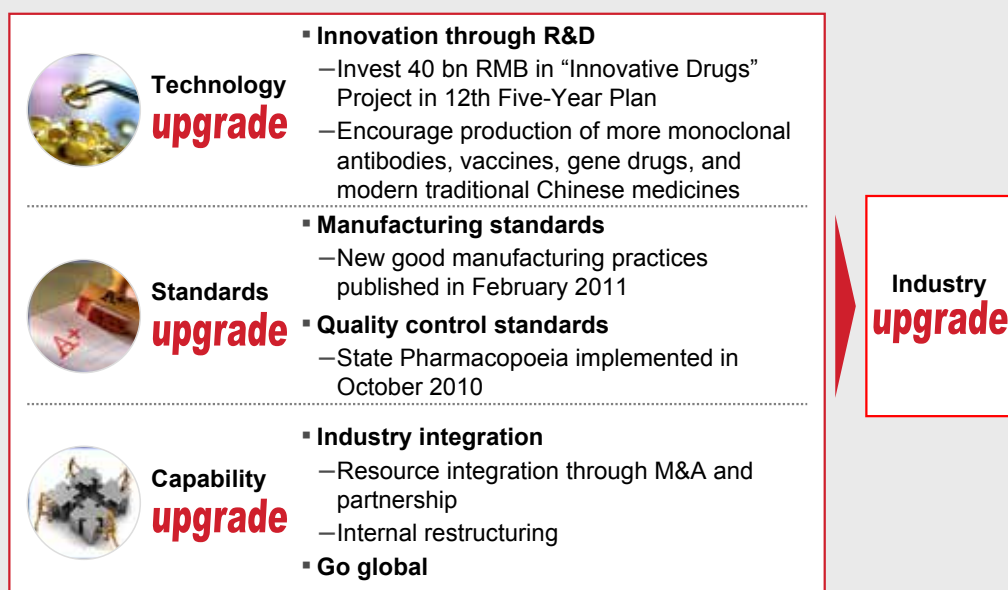 ▪ Innovation through R&D
Technology
upgrade
–Invest 40 bn RMB in “Innovative Drugs”
Project in 12th Five-Year Plan
–Encourage production of more monoclonal
antibodies, vaccines, gene drugs, and
modern traditional Chinese medicines
Standards
upgrade
▪ Manufacturing standards
–New good manufacturing practices
published in February 2011
▪ Quality control standards
–State Pharmacopoeia implemented in
October 2010
A+
Capability
upgrade
▪ Industry integration
–Resource integration through M&A and
partnership
–Internal restructuring
▪ Go global
Industry
upgrade